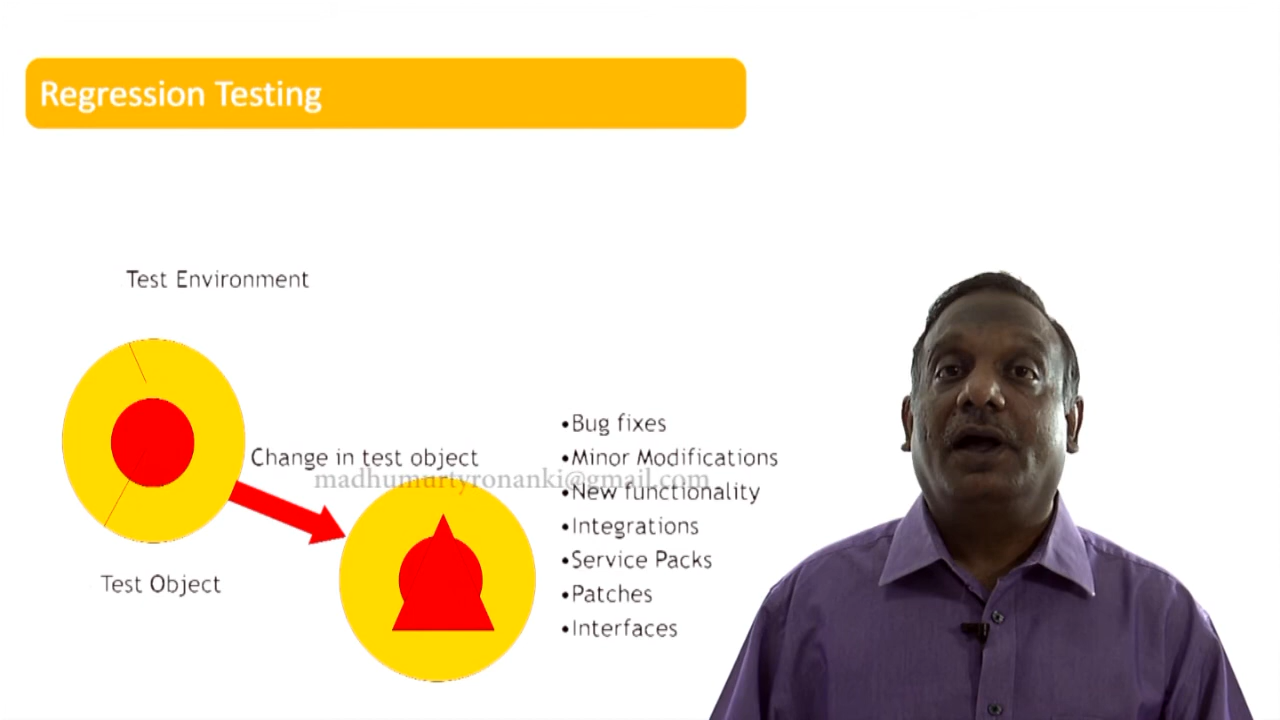 Regression Testing
Test Environment
Change in test object
madhumurtyronanki@gmail.com
Test Object
•Bug fixes
•Minor Modifications
•New functionality
•Integrations
•Service Packs
•Patches
•Interfaces